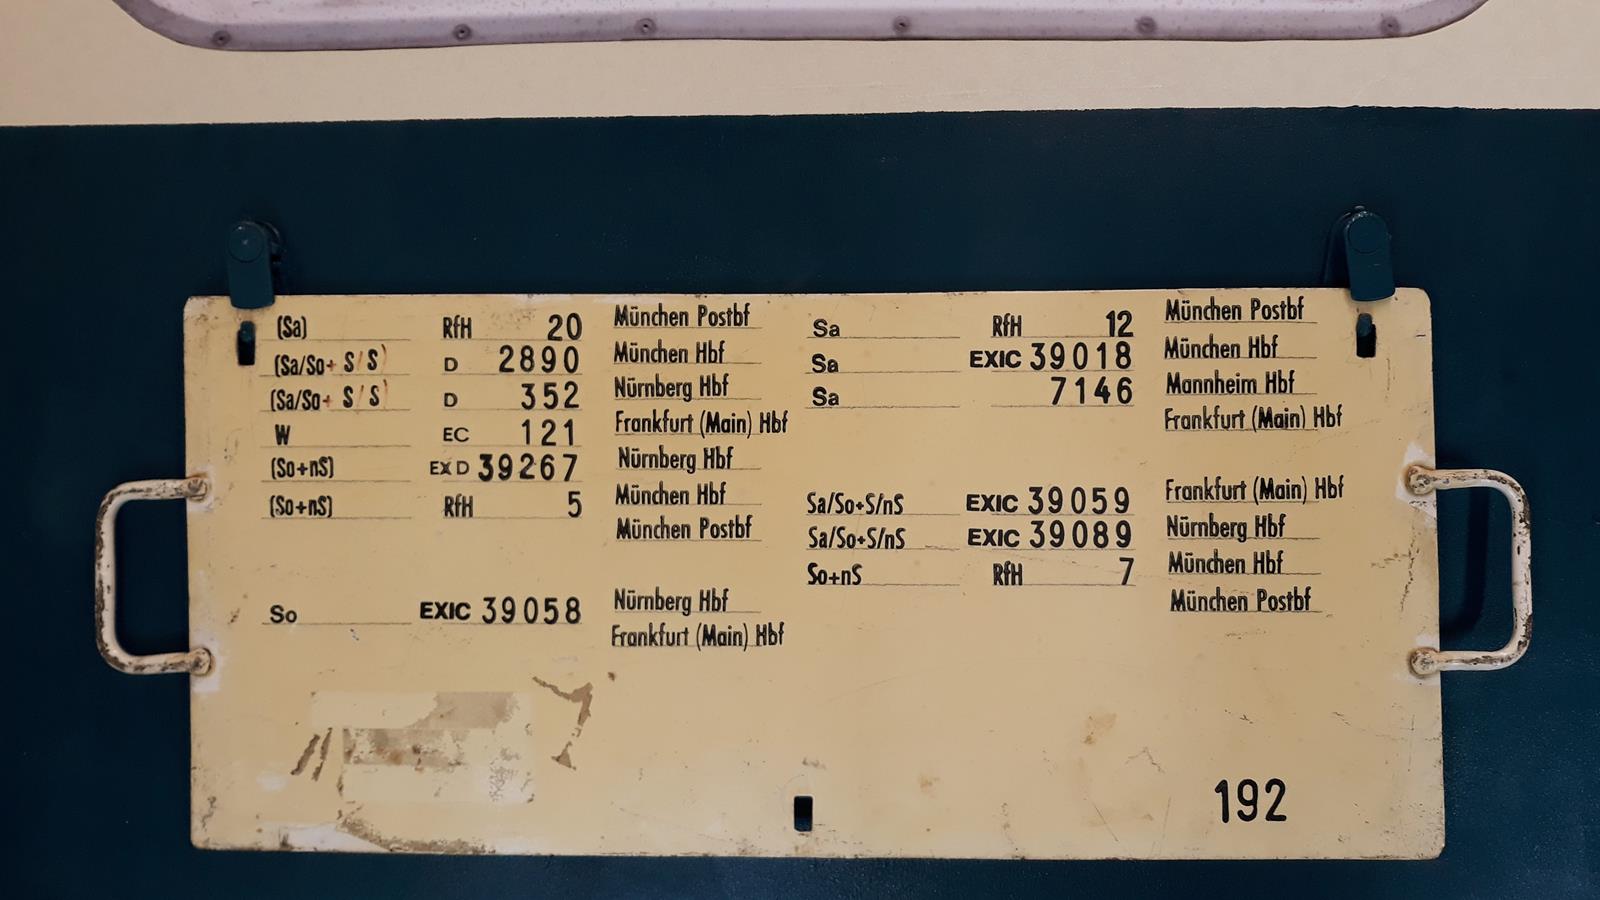 (Sa) RfH 20 München Postbf
(Sa/So+ S/S) D 2890 München Hbf
(Sa/So+ S/S) D 352 Nürnberg Hbf
W EC 121 Frankfurt (Main) Hbf
(So+nS) EXD 39267 Nürnberg Hbf
(So+nS) RfH 5 München Hbf
München Postbf
So EXIC 39058 Nürnberg Hbf
Frankfurt (Main) Hbf
Sa RfH 12 München Postbf
Sa EXIC 39018 München Hbf
Sa 7146 Mannheim Hbf
Frankfurt (Main) Hbf
Sa/So+S/nS EXIC 39059 Frankfurt (Main) Hbf
Sa/So+S/nS EXIC 39089 Nürnberg Hbf
So+nS RfH 7 München Hbf
München Postbf
192